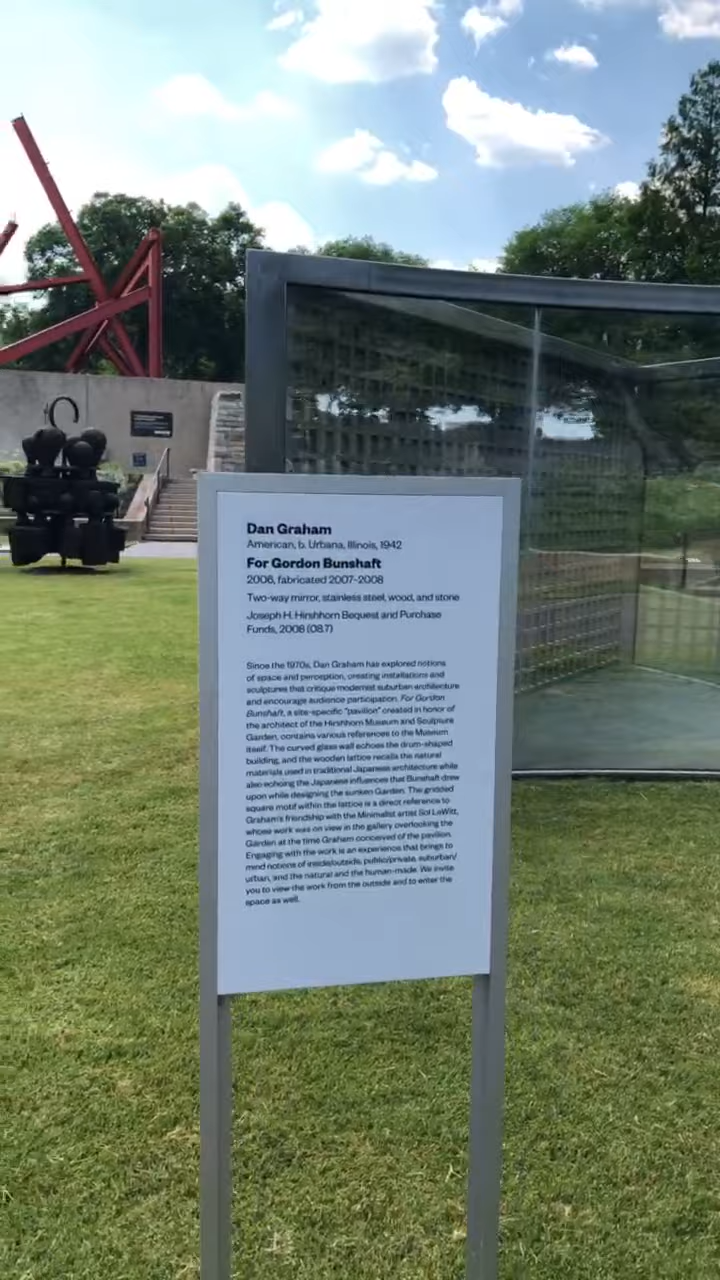 Dan Graham
American, b. Urbana, Illinois, 1942
For Gordon Bunshaft
2006, fabricated 2007-2008
Two-way mirror, stainless steel, wood, and stone
Joseph H. Hirshhorn Bequest and Purchase
Funds, 2008 (08.7)
Since the 1970s, Dan Graham has explored notions
of space and perception, creating installations and
sculptures that critique modernist suburban architecture
and encourage audience participation. For Gordon
Bunshaft, a site-specific "pavilion" created in honor of
the architect of the Hirshhorn Museum and Sculpture
Garden, contains various references to the Museum
itself. The curved glass wall echoes the drum-shaped
building, and the wooden lattice recalls the natural
materials used in traditional Japanese architecture while
also echoing the Japanese influences that Bunshaft drew
upon while designing the sunken Garden. The gridded
square motif within the lattice is a direct reference to
Graham's friendship with the Minimalist artist Sol LeWitt,
whose work was on view in the gallery overlooking the
Garden at the time Graham conceived of the pavilion.
Engaging with the work is an experience that brings to
mind notions of inside/outside, public/private, suburban/
urban, and the natural and the human-made. We invite
you to view the work from the outside and to enter the
space as well.